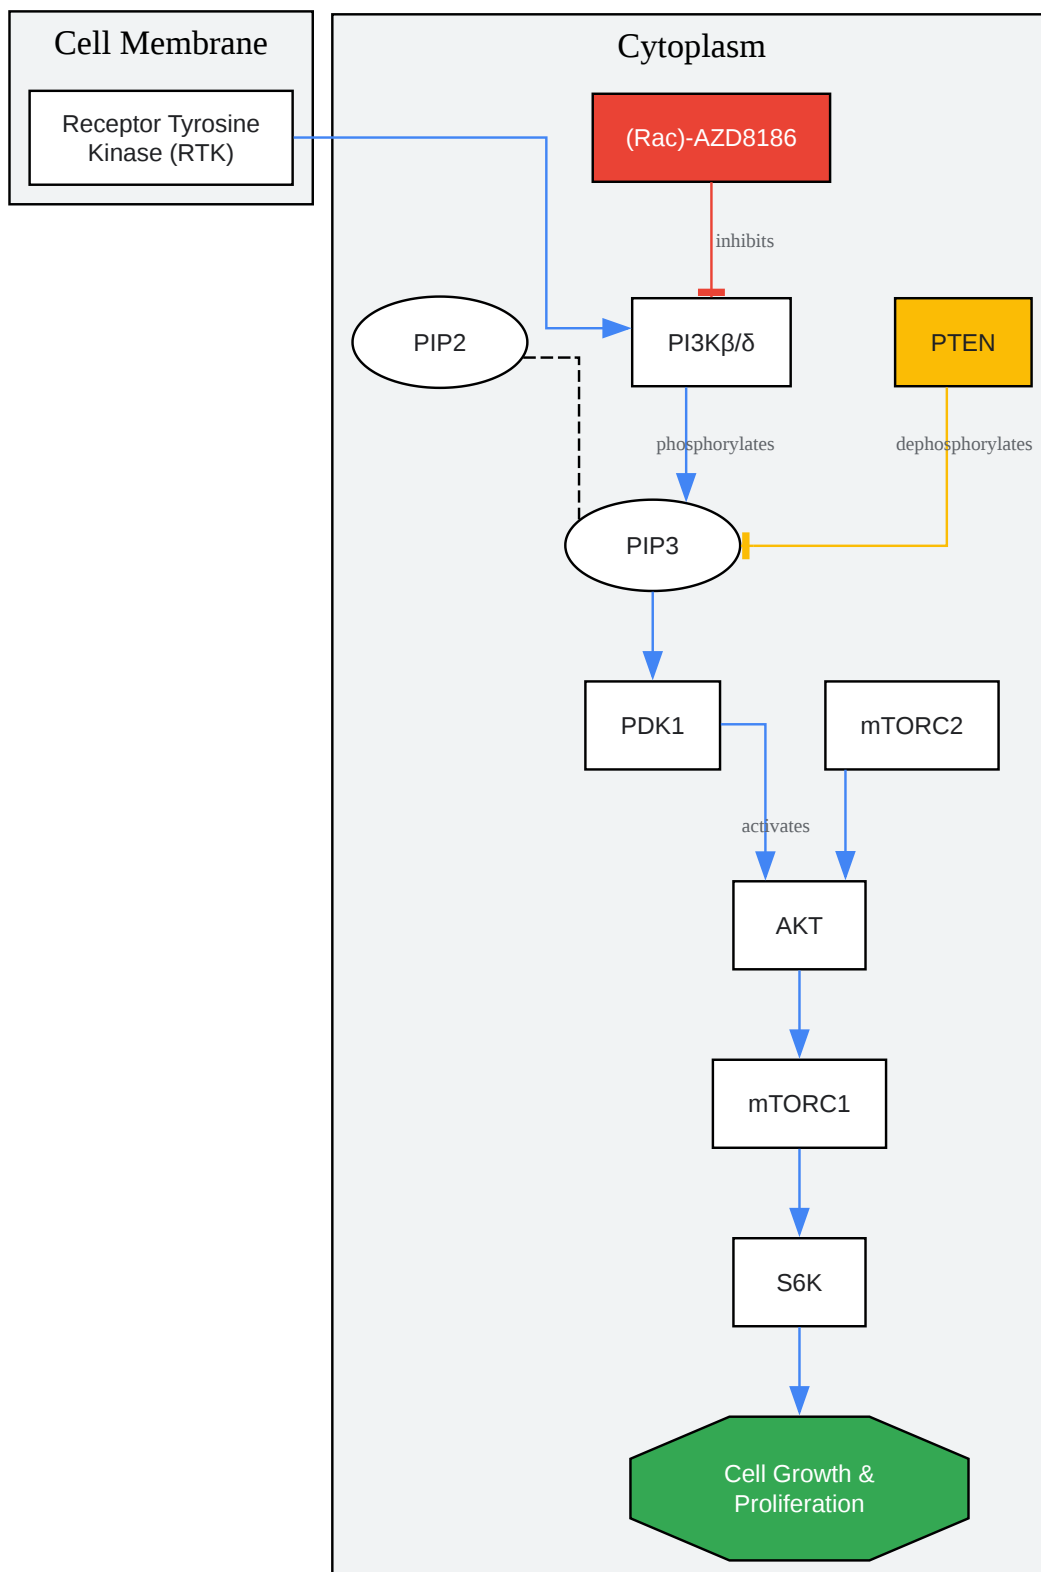 Cell Membrane
Cytoplasm
Receptor Tyrosine
Kinase (RTK)
(Rac)-AZD8186
inhibits
PIP2
PI3Kβ/δ
PTEN
phosphorylates
dephosphorylates
PIP3
PDK1
mTORC2
activates
AKT
mTORC1
S6K
Cell Growth &
Proliferation